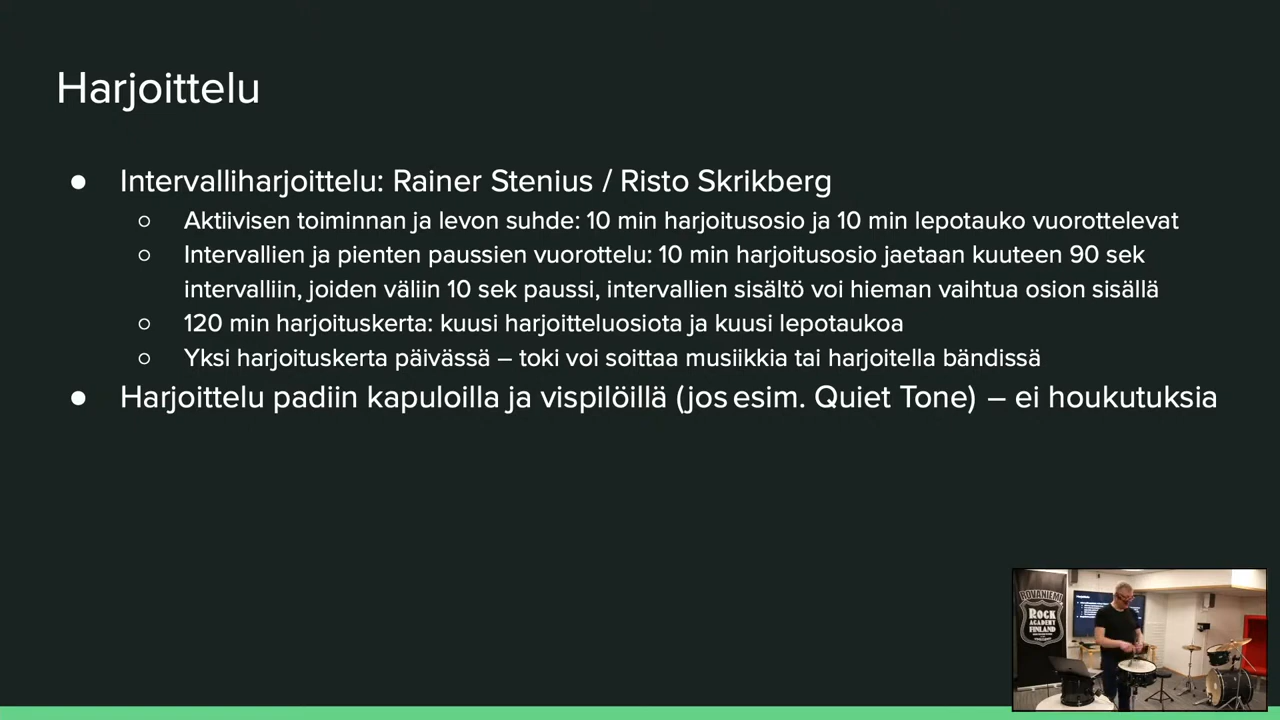 Harjoittelu
● Intervalliharjoittelu: Rainer Stenius / Risto Skrikberg
○ Aktiivisen toiminnan ja levon suhde: 10 min harjoitusosio ja 10 min lepotauko vuorottelevat
○ Intervallien ja pienten paussien vuorottelu: 10 min harjoitusosio jaetaan kuuteen 90 sek
intervalliin, joiden väliin 10 sek paussi, intervallien sisältö voi hieman vaihtua osion sisällä
○ 120 min harjoituskerta: kuusi harjoitteluosiota ja kuusi lepotaukoa
○ Yksi harjoituskerta päivässä – toki voi soittaa musiikkia tai harjoitella bändissä
● Harjoittelu padiin kapuloilla ja vispilöillä (jos esim. Quiet Tone) – ei houkutuksia
ROVANIEMI
ROCK
ACADEMY
FINLAND